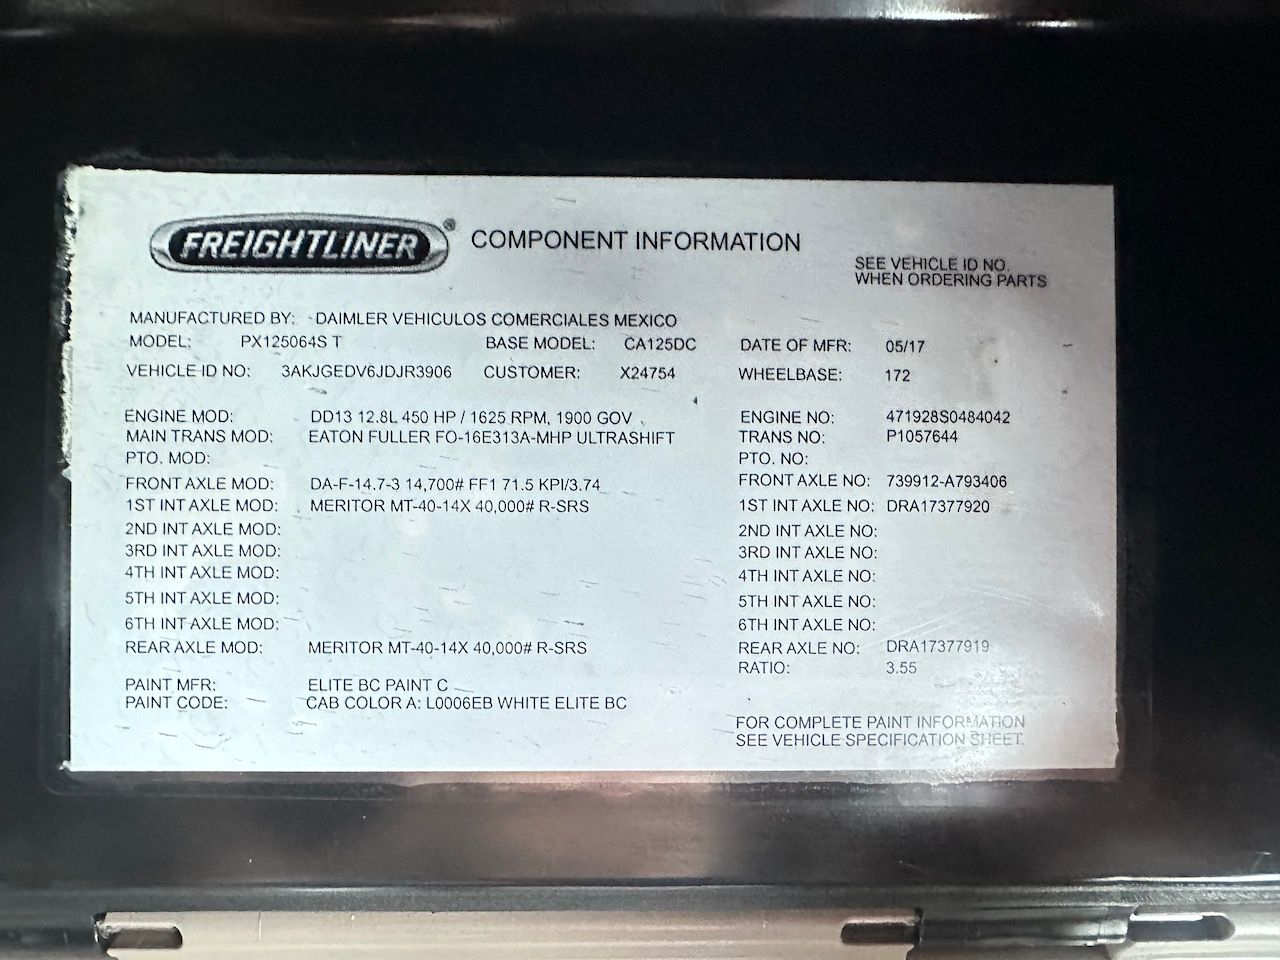 FREIGHTLINER® COMPONENT INFORMATION
SEE VEHICLE ID NO.
WHEN ORDERING PARTS
MANUFACTURED BY: DAIMLER VEHICULOS COMERCIALES MEXICO
MODEL: PX125064S T BASE MODEL: CA125DC DATE OF MFR: 05/17
VEHICLE ID NO: 3AKJGEDV6JDJR3906 CUSTOMER: X24754 WHEELBASE: 172
ENGINE MOD: DD13 12.8L 450 HP / 1625 RPM, 1900 GOV ENGINE NO: 471928S0484042
MAIN TRANS MOD: EATON FULLER FO-16E313A-MHP ULTRASHIFT TRANS NO: P1057644
PTO. MOD: PTO. NO:
FRONT AXLE MOD: DA-F-14.7-3 14,700# FF1 71.5 KPI/3.74 FRONT AXLE NO: 739912-A793406
1ST INT AXLE MOD: MERITOR MT-40-14X 40,000# R-SRS 1ST INT AXLE NO: DRA17377920
2ND INT AXLE MOD: 2ND INT AXLE NO:
3RD INT AXLE MOD: 3RD INT AXLE NO:
4TH INT AXLE MOD: 4TH INT AXLE NO:
5TH INT AXLE MOD: 5TH INT AXLE NO:
6TH INT AXLE MOD: 6TH INT AXLE NO:
REAR AXLE MOD: MERITOR MT-40-14X 40,000# R-SRS REAR AXLE NO: DRA17377919
RATIO: 3.55
PAINT MFR: ELITE BC PAINT C
PAINT CODE: CAB COLOR A: L0006EB WHITE ELITE BC
FOR COMPLETE PAINT INFORMATION
SEE VEHICLE SPECIFICATION SHEET.